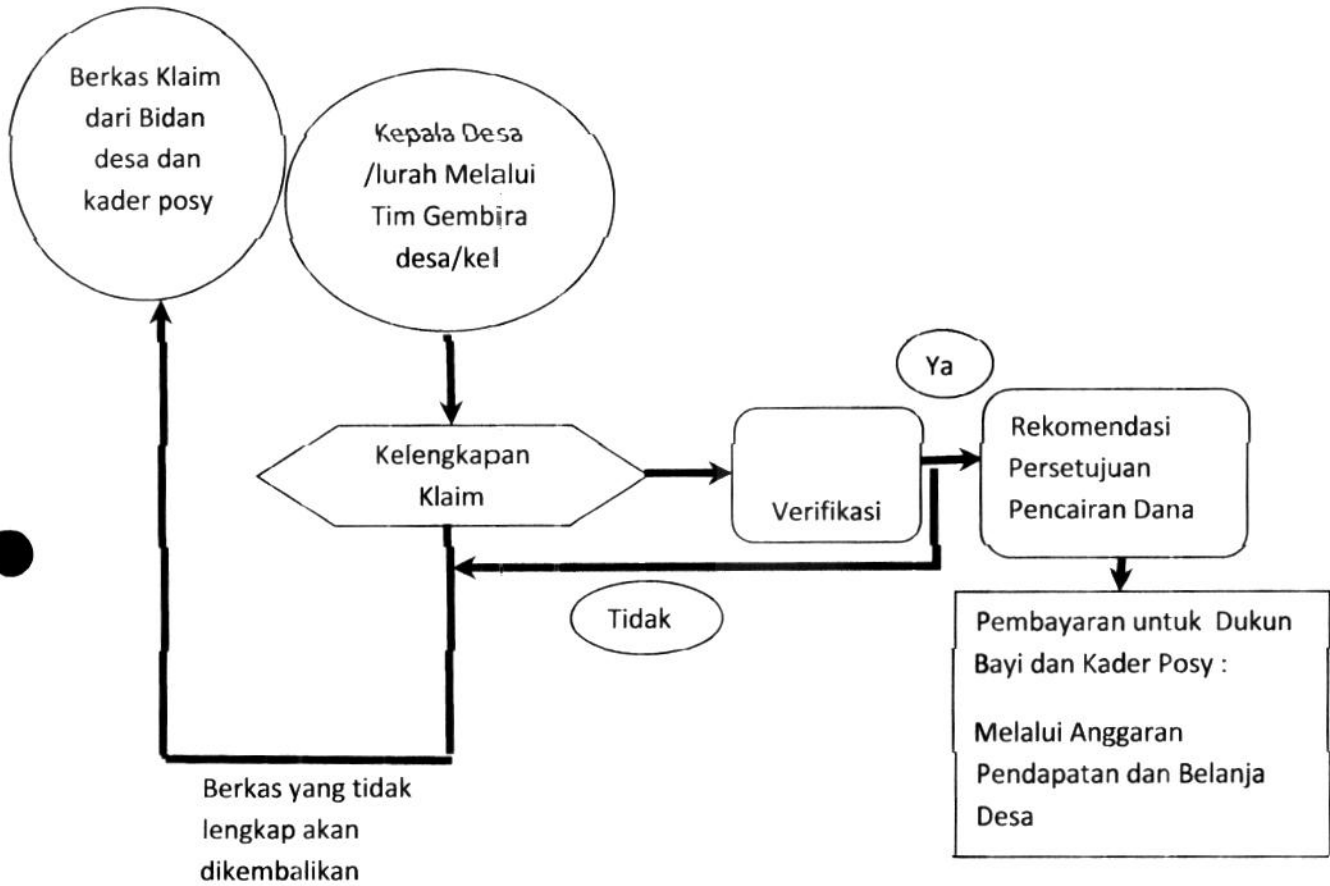 Berkas Klaim
dari Bidan
desa dan
kader posy
Kepala Desa
/lurah Melalui
Tim Gembira
desa/kel
Kelengkapan
Klaim
Verifikasi
Ya
Tidak
Rekomendasi
Persetujuan
Pencairan Dana
Pembayaran untuk Dukun
Bayi dan Kader Posy :
Melalui Anggaran
Pendapatan dan Belanja
Desa
Berkas yang tidak
lengkap akan
dikembalikan